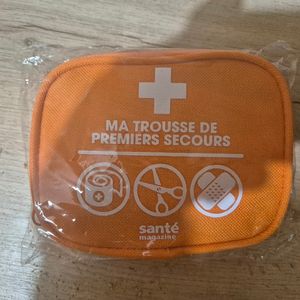 MA TROUSSE DE
PREMIERS SECOURS
santé
magazine